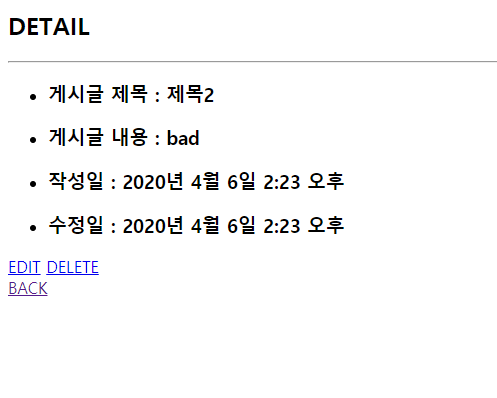 DETAIL
게시글 제목 : 제목2
게시글 내용 : bad
작성일 : 2020년 4월 6일 2:23 오후
수정일 : 2020년 4월 6일 2:23 오후
EDIT DELETE
BACK